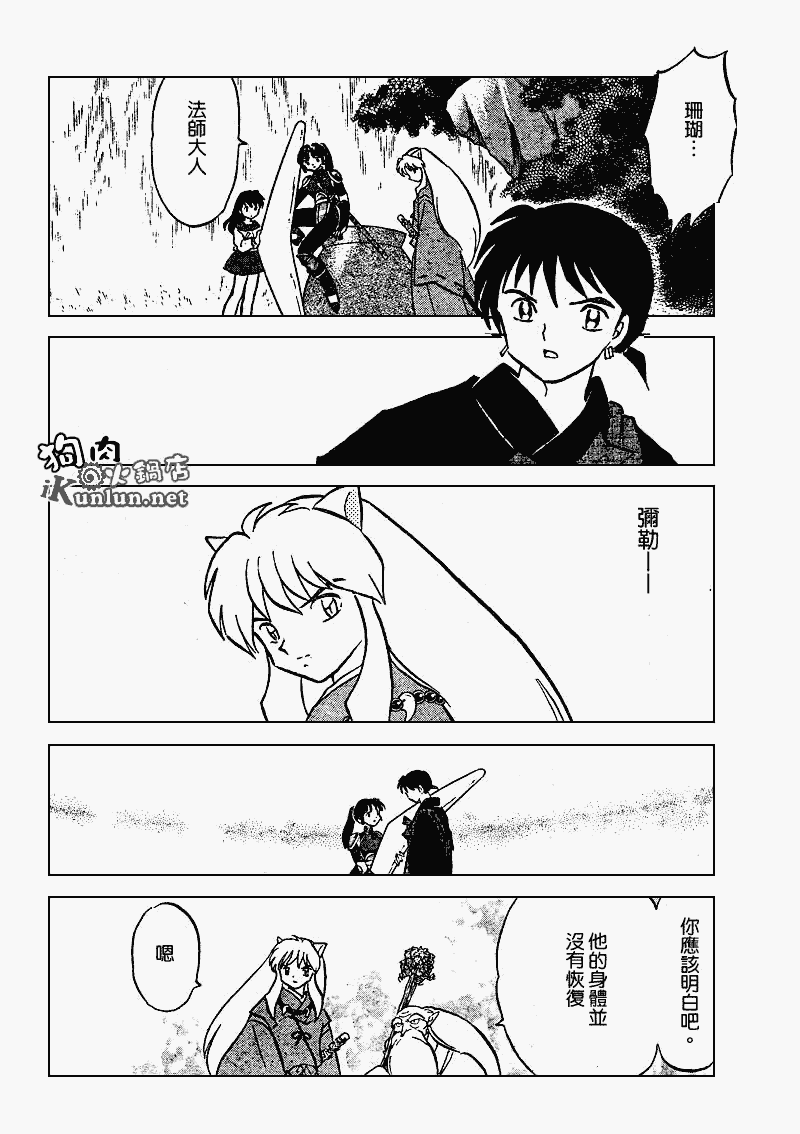 珊瑚…
法師大人
狗肉
火鍋店
iKunlun.net
彌勒——
你應該明白吧。
他的身體並
沒有恢復
嗯